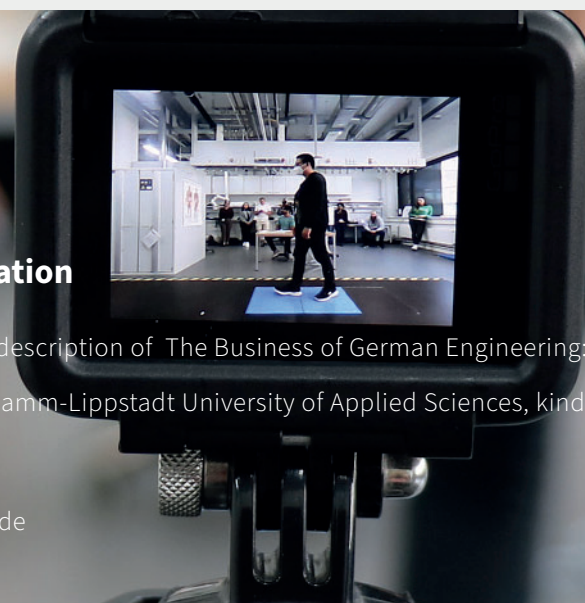 ation
description of The Business of German Engineering:
amm-Lippstadt University of Applied Sciences, kind
de